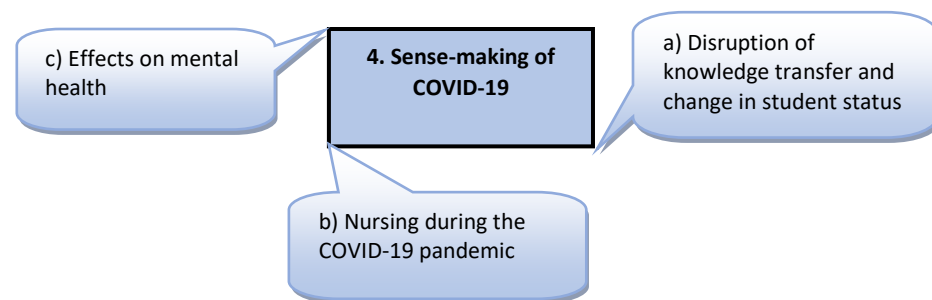 c) Effects on mental
health
4. Sense-making of
COVID-19
a) Disruption of
knowledge transfer and
change in student status
b) Nursing during the
COVID-19 pandemic